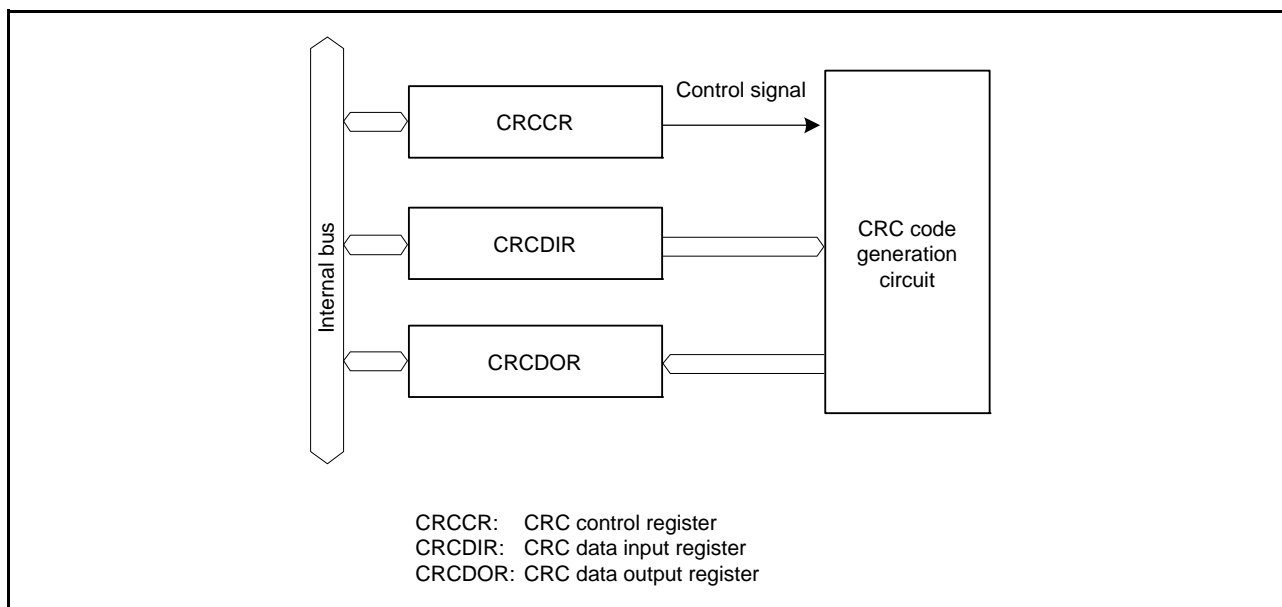 Control signal
CRCCR
CRCDIR
CRCDOR
Internal bus
CRC code
generation
circuit
CRCCR: CRC control register
CRCDIR: CRC data input register
CRCDOR: CRC data output register